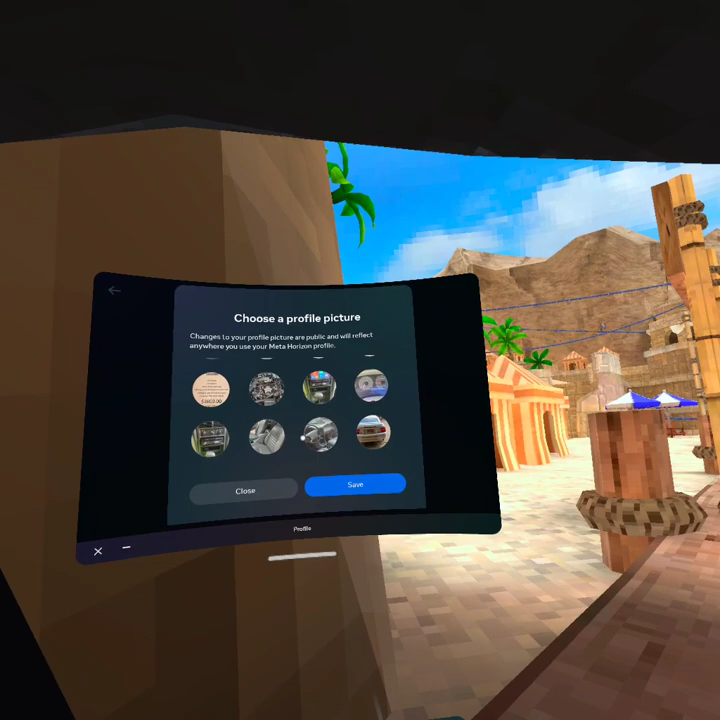 Choose a profile picture
Changes to your profile picture are public and will reflect
anywhere you use your Meta Horizon profile.
Close
Save
Profile